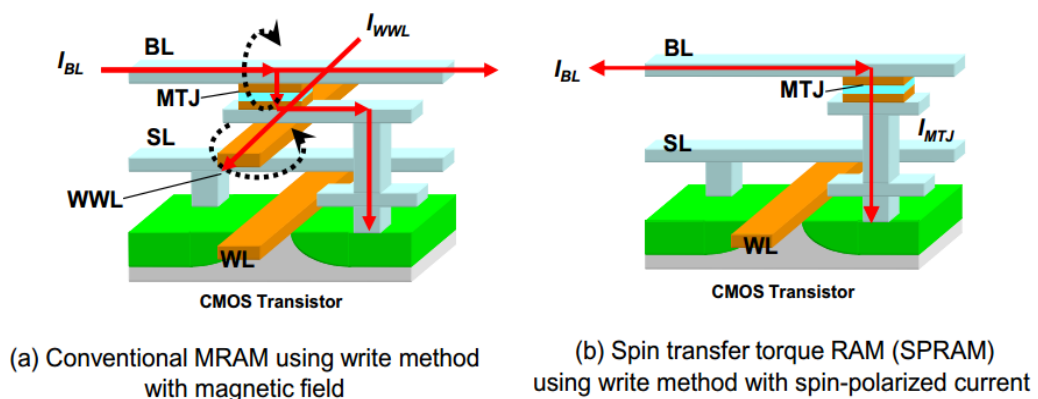 I_BL
BL
I_WWL
MTJ
SL
WWL
WL
CMOS Transistor
(a) Conventional MRAM using write method
with magnetic field
BL
I_BL
MTJ
I_MTJ
SL
WL
CMOS Transistor
(b) Spin transfer torque RAM (SPRAM)
using write method with spin-polarized current